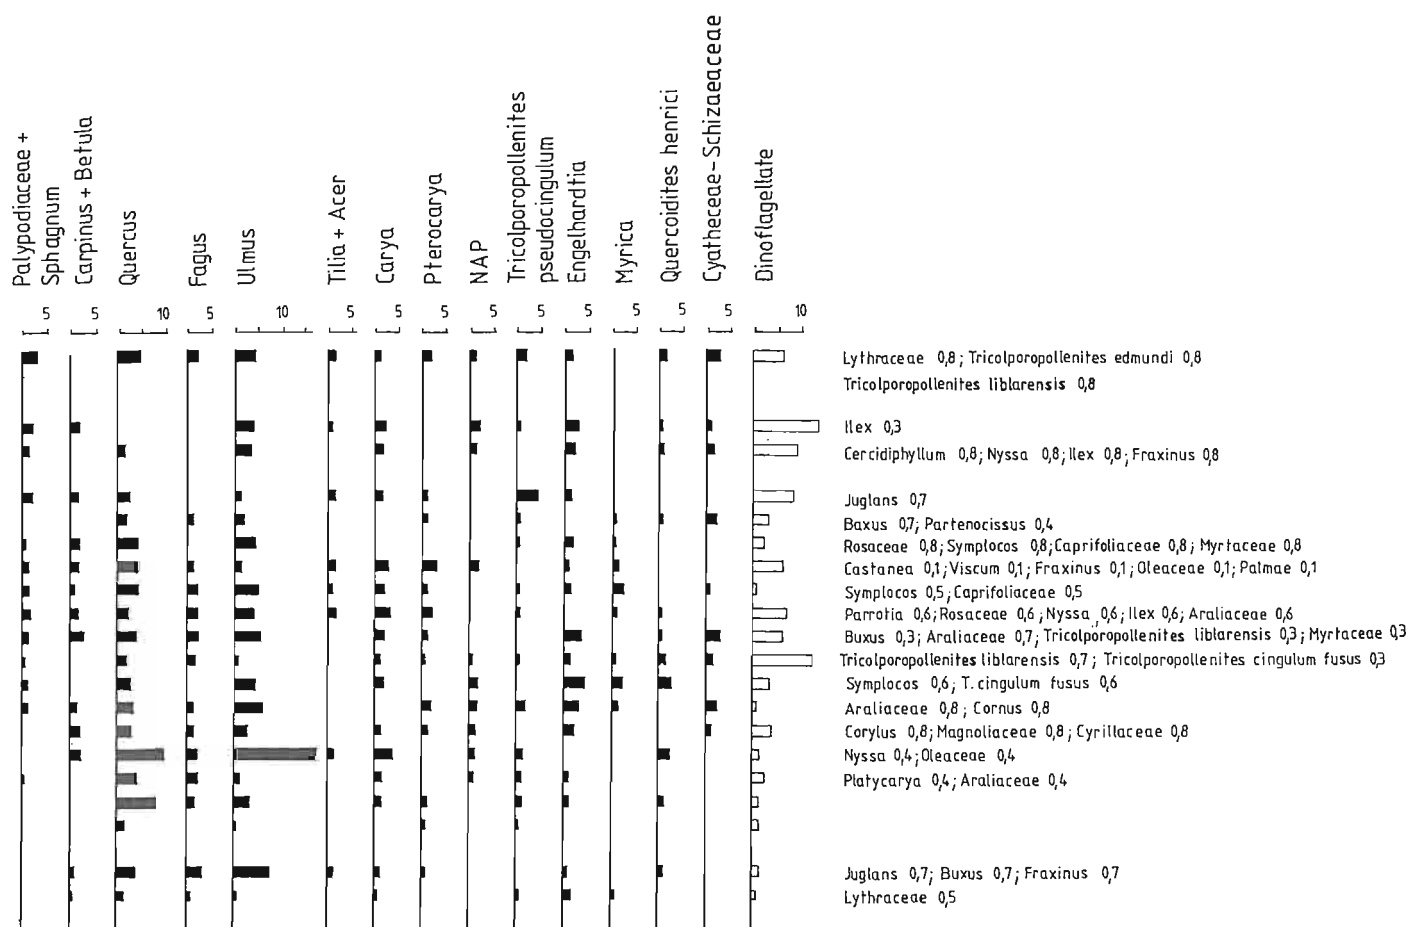 Palypodiaceae +
Sphagnum
Carpinus + Betula
Quercus
Fagus
Ulmus
Tilia + Acer
Carya
Pterocarya
NAP
Tricolporopollenites
pseudocingulum
Engelhardtia
Myrica
Quercoidites henrici
Cyatheceae-Schizaeaceae
Dinoflagellate
5 5 10 5 10 5 5 5 5 5 5 5 5 5 10
Lythraceae 0,8; Tricolporopollenites edmundi 0,8
Tricolporopollenites liblarensis 0,8
Ilex 0,3
Cercidiphyllum 0,8; Nyssa 0,8; Ilex 0,8; Fraxinus 0,8
Juglans 0,7
Baxus 0,7; Partenocissus 0,4
Rosaceae 0,8; Symplocos 0,8; Caprifoliaceae 0,8; Myrtaceae 0,8
Castanea 0,1; Viscum 0,1; Fraxinus 0,1; Oleaceae 0,1; Palmae 0,1
Symplocos 0,5; Caprifoliaceae 0,5
Parrotia 0,6; Rosaceae 0,6; Nyssa 0,6; Ilex 0,6; Araliaceae 0,6
Buxus 0,3; Araliaceae 0,7; Tricolporopollenites liblarensis 0,3; Myrtaceae 0,3
Tricolporopollenites liblarensis 0,7; Tricolporopollenites cingulum fusus 0,3
Symplocos 0,6; T. cingulum fusus 0,6
Araliaceae 0,8; Cornus 0,8
Corylus 0,8; Magnoliaceae 0,8; Cyrillaceae 0,8
Nyssa 0,4; Oleaceae 0,4
Platycarya 0,4; Araliaceae 0,4
Juglans 0,7; Buxus 0,7; Fraxinus 0,7
Lythraceae 0,5